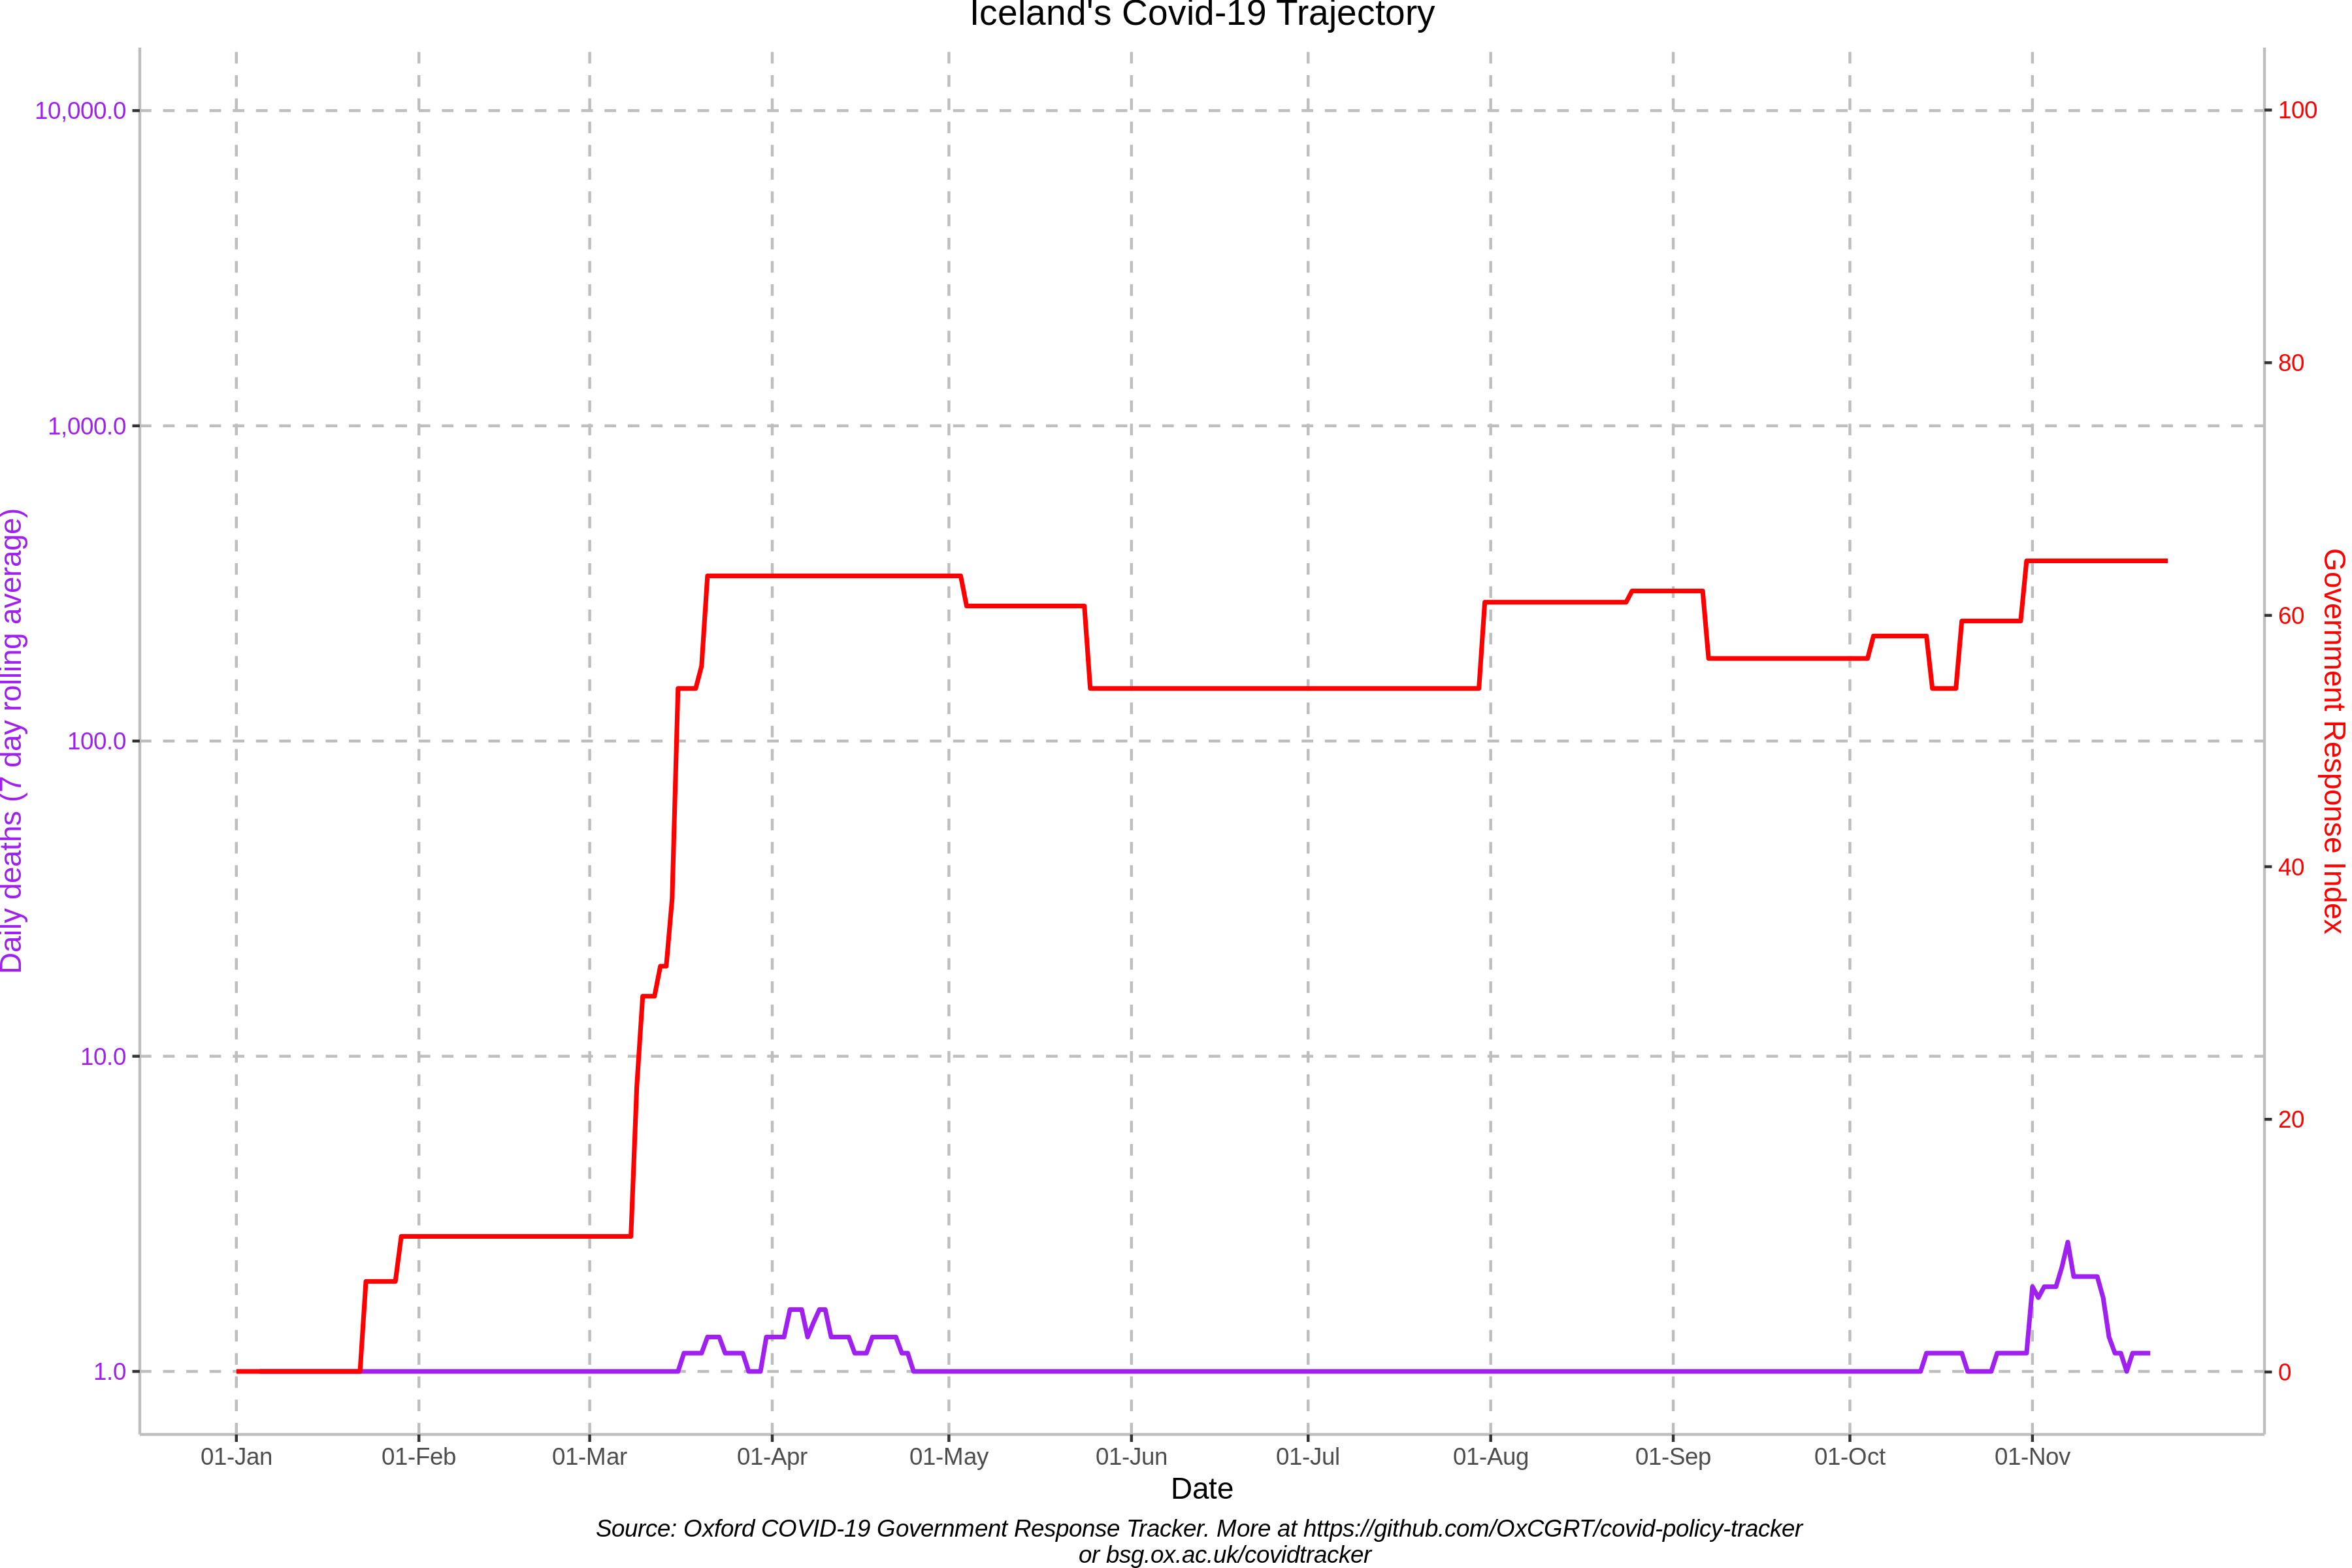 Iceland's Covid-19 Trajectory
10,000.0
1,000.0
100.0
10.0
1.0
Daily deaths (7 day rolling average)
100
80
60
40
20
0
Government Response Index
01-Jan
01-Feb
01-Mar
01-Apr
01-May
01-Jun
01-Jul
01-Aug
01-Sep
01-Oct
01-Nov
Date
Source: Oxford COVID-19 Government Response Tracker. More at https://github.com/OxCGRT/covid-policy-tracker
or bsg.ox.ac.uk/covidtracker